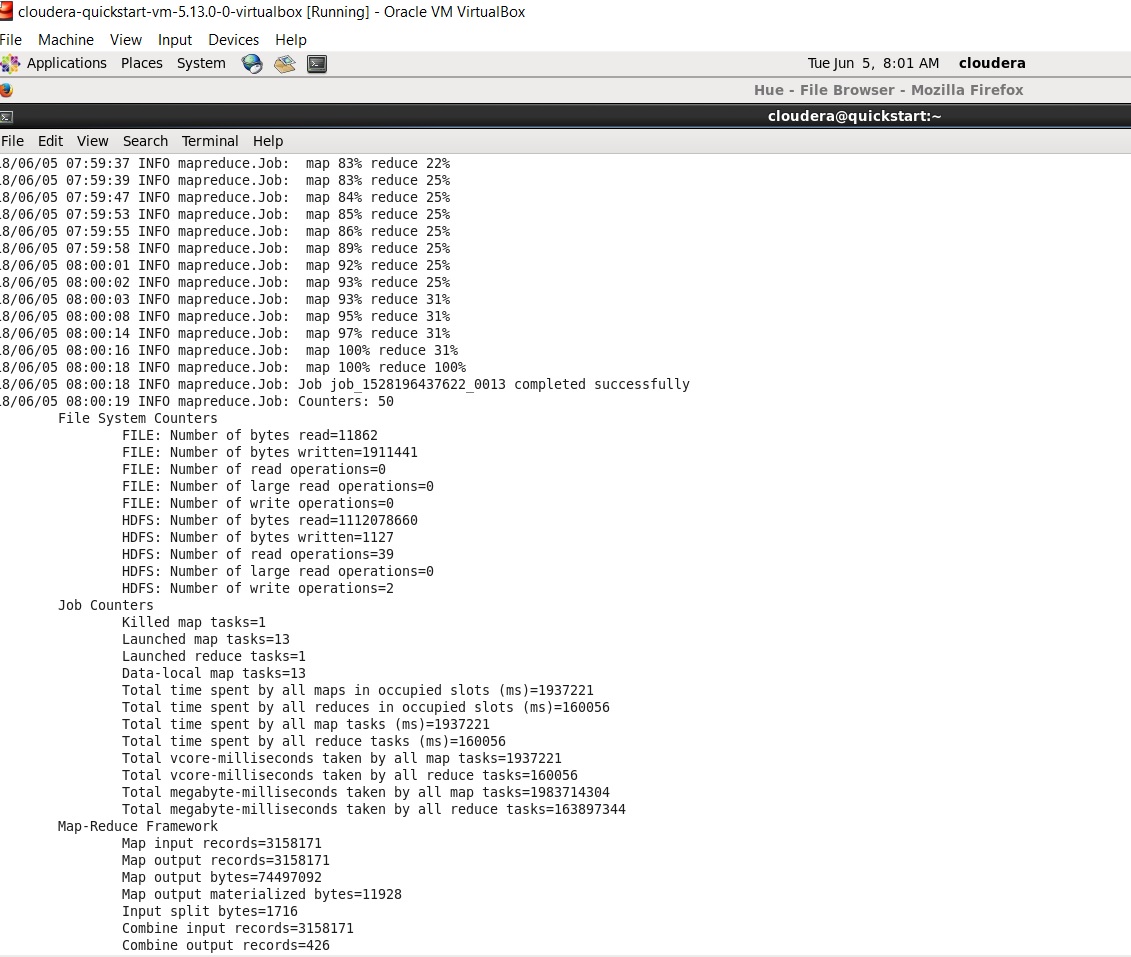 cloudera-quickstart-vm-5.13.0-0-virtualbox [Running] - Oracle VM VirtualBox
File Machine View Input Devices Help
Applications Places System Tue Jun 5, 8:01 AM cloudera
Hue - File Browser - Mozilla Firefox
cloudera@quickstart:~
File Edit View Search Terminal Help
8/06/05 07:59:37 INFO mapreduce.Job:  map 83% reduce 22%
8/06/05 07:59:39 INFO mapreduce.Job:  map 83% reduce 25%
8/06/05 07:59:47 INFO mapreduce.Job:  map 84% reduce 25%
8/06/05 07:59:53 INFO mapreduce.Job:  map 85% reduce 25%
8/06/05 07:59:55 INFO mapreduce.Job:  map 86% reduce 25%
8/06/05 07:59:58 INFO mapreduce.Job:  map 89% reduce 25%
8/06/05 08:00:01 INFO mapreduce.Job:  map 92% reduce 25%
8/06/05 08:00:02 INFO mapreduce.Job:  map 93% reduce 25%
8/06/05 08:00:03 INFO mapreduce.Job:  map 93% reduce 31%
8/06/05 08:00:08 INFO mapreduce.Job:  map 95% reduce 31%
8/06/05 08:00:14 INFO mapreduce.Job:  map 97% reduce 31%
8/06/05 08:00:16 INFO mapreduce.Job:  map 100% reduce 31%
8/06/05 08:00:18 INFO mapreduce.Job:  map 100% reduce 100%
8/06/05 08:00:18 INFO mapreduce.Job: Job job_1528196437622_0013 completed successfully
8/06/05 08:00:19 INFO mapreduce.Job: Counters: 50
File System Counters
FILE: Number of bytes read=11862
FILE: Number of bytes written=1911441
FILE: Number of read operations=0
FILE: Number of large read operations=0
FILE: Number of write operations=0
HDFS: Number of bytes read=1112078660
HDFS: Number of bytes written=1127
HDFS: Number of read operations=39
HDFS: Number of large read operations=0
HDFS: Number of write operations=2
Job Counters
Killed map tasks=1
Launched map tasks=13
Launched reduce tasks=1
Data-local map tasks=13
Total time spent by all maps in occupied slots (ms)=1937221
Total time spent by all reduces in occupied slots (ms)=160056
Total time spent by all map tasks (ms)=1937221
Total time spent by all reduce tasks (ms)=160056
Total vcore-milliseconds taken by all map tasks=1937221
Total vcore-milliseconds taken by all reduce tasks=160056
Total megabyte-milliseconds taken by all map tasks=1983714304
Total megabyte-milliseconds taken by all reduce tasks=163897344
Map-Reduce Framework
Map input records=3158171
Map output records=3158171
Map output bytes=74497092
Map output materialized bytes=11928
Input split bytes=1716
Combine input records=3158171
Combine output records=426